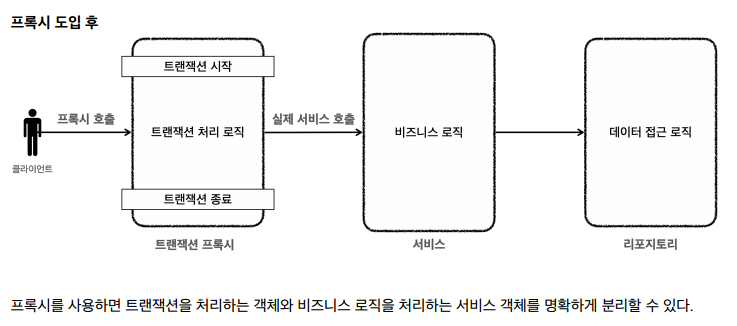 프록시 도입 후
트랜잭션 시작
프록시 호출
트랜잭션 처리 로직
실제 서비스 호출
비즈니스 로직
데이터 접근 로직
클라이언트
트랜잭션 종료
트랜잭션 프록시
서비스
리포지토리
프록시를 사용하면 트랜잭션을 처리하는 객체와 비즈니스 로직을 처리하는 서비스 객체를 명확하게 분리할 수 있다.